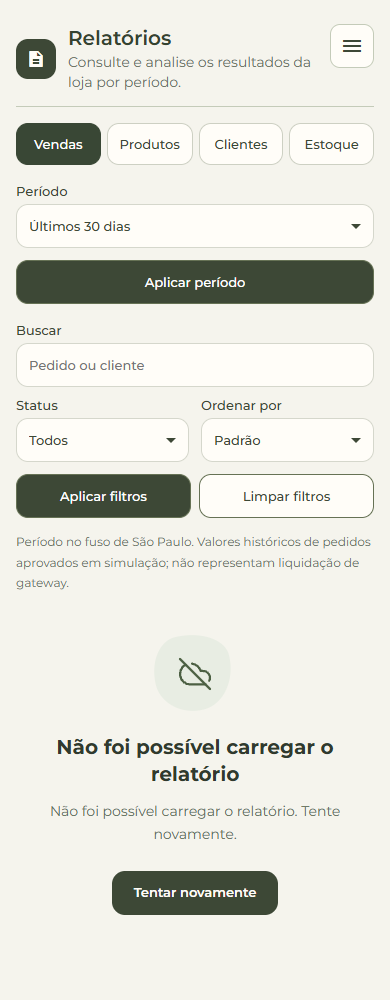 Relatórios
Consulte e analise os resultados da
loja por período.
Vendas
Produtos
Clientes
Estoque
Período
Últimos 30 dias
Aplicar período
Buscar
Pedido ou cliente
Status
Ordenar por
Todos
Padrão
Aplicar filtros
Limpar filtros
Período no fuso de São Paulo. Valores históricos de pedidos
aprovados em simulação; não representam liquidação de
gateway.
Não foi possível carregar o
relatório
Não foi possível carregar o relatório. Tente
novamente.
Tentar novamente